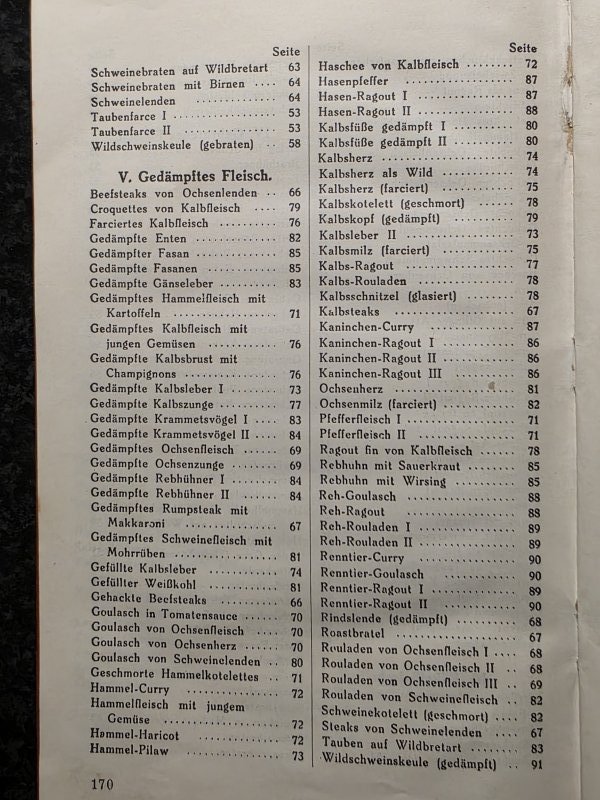 Seite
Schweinebraten auf Wildbretart 63
Schweinebraten mit Birnen .... 64
Schweinelenden ............ 64
Taubenfarce I .............. 53
Taubenfarce II .............. 53
Wildschweinskeule (gebraten) .. 58
V. Gedämpftes Fleisch.
Beefsteaks von Ochsenlenden .. 66
Croquettes von Kalbfleisch .... 79
Farciertes Kalbfleisch ......... 76
Gedämpfte Enten ............ 82
Gedämpfter Fasan ........... 85
Gedämpfte Fasanen .......... 85
Gedämpfte Gänseleber ........ 83
Gedämpftes Hammelfleisch mit
Kartoffeln ................ 71
Gedämpftes Kalbfleisch mit
jungen Gemüsen ........... 76
Gedämpfte Kalbsbrust mit
Champignons .............. 76
Gedämpfte Kalbsleber I ....... 73
Gedämpfte Kalbszunge ........ 77
Gedämpfte Krammetsvögel I ... 83
Gedämpfte Krammetsvögel II ... 84
Gedämpftes Ochsenfleisch ..... 69
Gedämpfte Ochsenzunge ....... 69
Gedämpfte Rebhühner I ....... 84
Gedämpfte Rebhühner II ...... 84
Gedämpftes Rumpsteak mit
Makkaroni ................ 67
Gedämpftes Schweinefleisch mit
Mohrrüben ................ 81
Gefüllte Kalbsleber ........... 74
Gefüllter Weißkohl ........... 81
Gehackte Beefsteaks .......... 66
Goulasch in Tomatensauce ..... 70
Goulasch von Ochsenfleisch .... 70
Goulasch von Ochsenherz ..... 70
Goulasch von Schweinelenden .. 80
Geschmorte Hammelkotelettes .. 71
Hammel-Curry .............. 72
Hammelfleisch mit jungem
Gemüse .................. 72
Hammel-Haricot ............. 72
Hammel-Pilaw .............. 73
170
Seite
Haschee von Kalbfleisch ........ 72
Hasenpfeffer ................ 87
Hasen-Ragout I .............. 87
Hasen-Ragout II ............. 88
Kalbsfüße gedämpft I ......... 80
Kalbsfüße gedämpft II ........ 80
Kalbsherz .................. 74
Kalbsherz als Wild ........... 74
Kalbsherz (farciert) ........... 75
Kalbskotelett (geschmort) ...... 78
Kalbskopf (gedämpft) ......... 79
Kalbsleber II ................ 73
Kalbsmilz (farciert) ........... 75
Kalbs-Ragout ................ 77
Kalbs-Rouladen .............. 78
Kalbsschnitzel (glasiert) ....... 78
Kalbsteaks .................. 67
Kaninchen-Curry ............. 87
Kaninchen-Ragout I .......... 86
Kaninchen-Ragout II ......... 86
Kaninchen-Ragout III ......... 86
Ochsenherz ................. 81
Ochsenmilz (farciert) .......... 82
Pfefferfleisch I ............... 71
Pfefferfleisch II .............. 71
Ragout fin von Kalbfleisch ..... 78
Rebhuhn mit Sauerkraut ...... 85
Rebhuhn mit Wirsing ......... 85
Reh-Goulasch ............... 88
Reh-Ragout ................. 88
Reh-Rouladen I .............. 89
Reh-Rouladen II ............. 89
Renntier-Curry .............. 90
Renntier-Goulasch ........... 90
Renntier-Ragout I ............ 89
Renntier-Ragout II ........... 90
Rindslende (gedämpft) ........ 68
Roastbratel ................. 67
Rouladen von Ochsenfleisch I .. 68
Rouladen von Ochsenfleisch II .. 68
Rouladen von Ochsenfleisch III .. 69
Rouladen von Schweinefleisch .. 82
Schweinekotelett (geschmort) .... 82
Steaks von Schweinelenden .... 67
Tauben auf Wildbretart ....... 83
Wildschweinskeule (gedämpft) .. 91